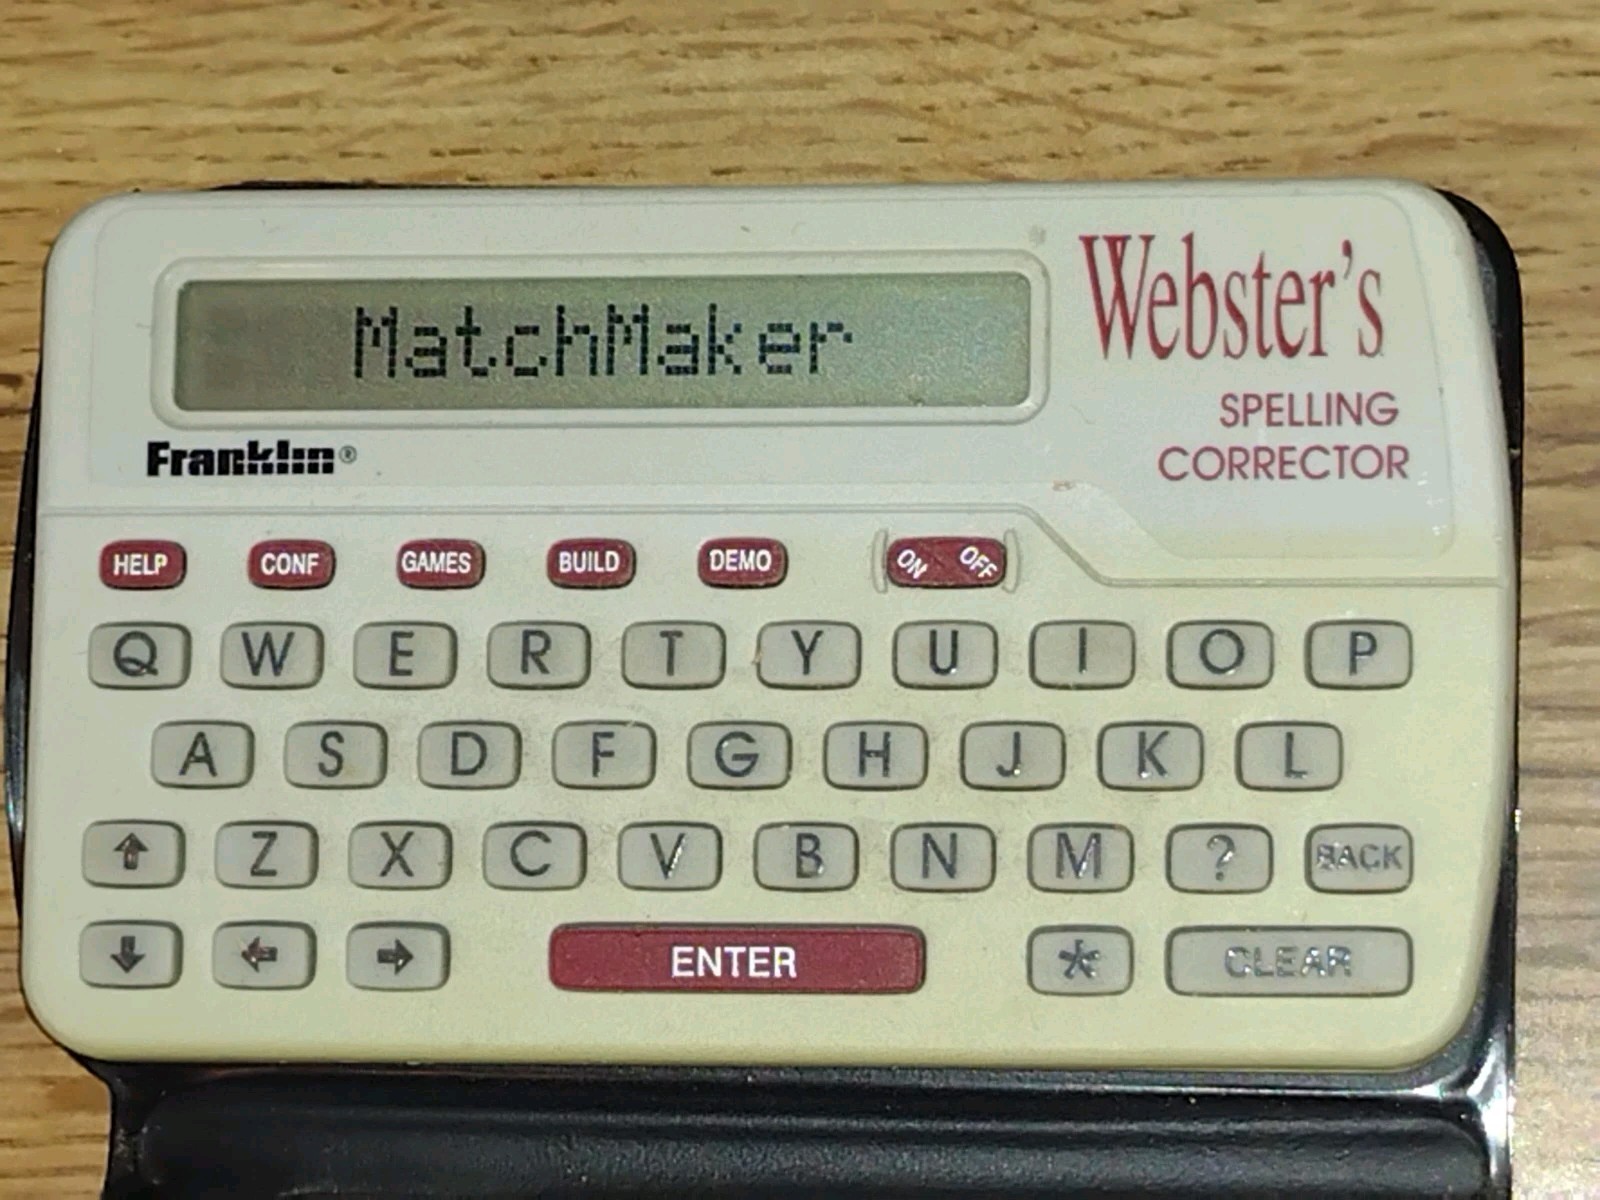 MatchMaker
Webster's
SPELLING
CORRECTOR
Franklin®
HELP CONF GAMES BUILD DEMO ON OFF
Q W E R T Y U I O P
A S D F G H J K L
↑ Z X C V B N M ? BACK
↓ ← → ENTER * CLEAR